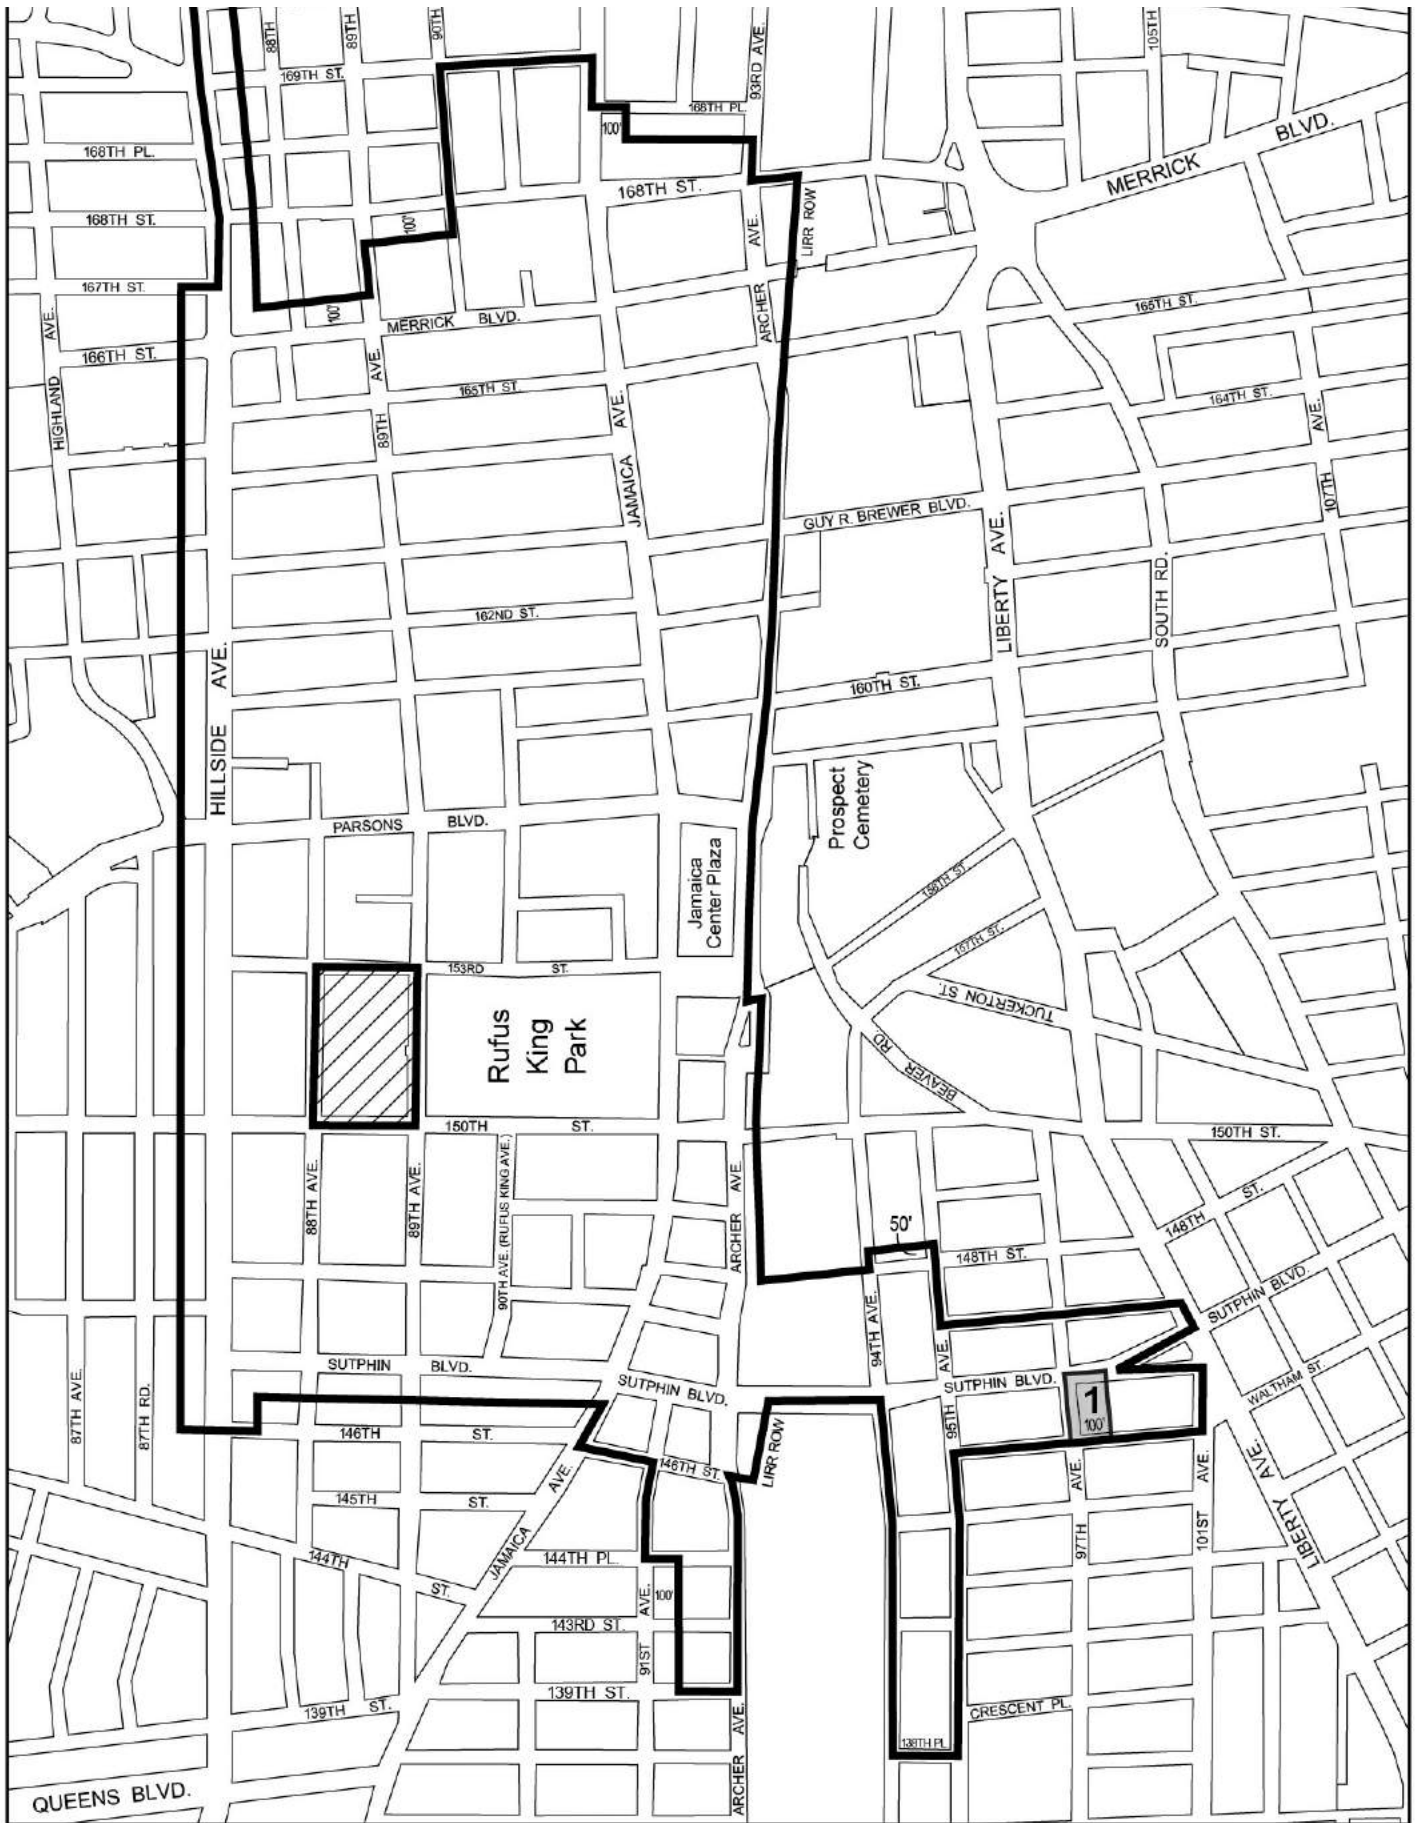 88TH
89TH
90TH
93RD AVE.
105TH
169TH ST.
168TH PL.
100'
BLVD.
168TH PL.
MERRICK
168TH ST.
LIRR ROW
168TH ST.
100'
AVE.
167TH ST.
AVE.
100'
MERRICK BLVD.
ARCHER
165TH ST.
166TH ST.
AVE.
HIGHLAND
165TH ST.
AVE.
164TH ST.
AVE.
89TH
JAMAICA
107TH
GUY R. BREWER BLVD.
AVE.
LIBERTY
SOUTH RD.
162ND ST.
AVE.
160TH ST.
HILLSIDE
Prospect
Cemetery
PARSONS BLVD.
Jamaica
Center Plaza
156TH ST.
157TH ST.
153RD ST.
TUCKERTON ST.
Rufus
King
Park
RD.
BEAVER
150TH ST.
150TH ST.
88TH AVE.
89TH AVE.
90TH AVE. (RUFUS KING AVE.)
AVE.
ARCHER
50'
148TH ST.
148TH ST.
SUTPHIN BLVD.
94TH AVE.
AVE.
95TH
SUTPHIN BLVD.
SUTPHIN BLVD.
SUTPHIN BLVD.
WALTHAM ST.
1
100'
87TH AVE.
87TH RD.
146TH ST.
146TH ST.
LIRR ROW
AVE.
AVE.
97TH
AVE.
101ST
AVE.
LIBERTY
145TH ST.
JAMAICA
144TH ST.
144TH PL.
AVE.
91ST
100'
143RD ST.
139TH ST.
139TH ST.
CRESCENT PL.
138TH PL.
AVE.
ARCHER
QUEENS BLVD.